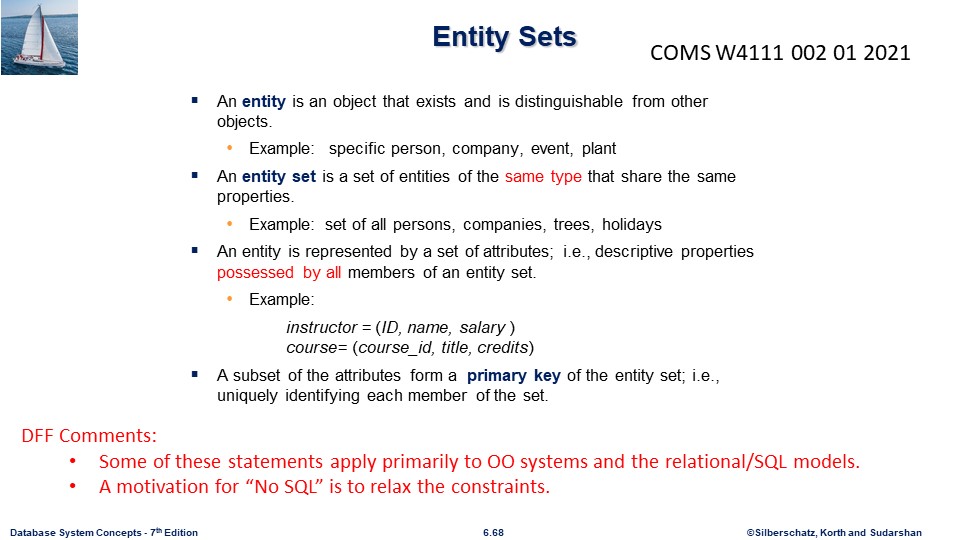 Entity Sets
COMS W4111 002 01 2021
▪ An entity is an object that exists and is distinguishable from other
objects.
• Example: specific person, company, event, plant
▪ An entity set is a set of entities of the same type that share the same
properties.
• Example: set of all persons, companies, trees, holidays
▪ An entity is represented by a set of attributes; i.e., descriptive properties
possessed by all members of an entity set.
• Example:
instructor = (ID, name, salary )
course= (course_id, title, credits)
▪ A subset of the attributes form a primary key of the entity set; i.e.,
uniquely identifying each member of the set.
DFF Comments:
• Some of these statements apply primarily to OO systems and the relational/SQL models.
• A motivation for “No SQL” is to relax the constraints.
Database System Concepts - 7th Edition
6.68
©Silberschatz, Korth and Sudarshan